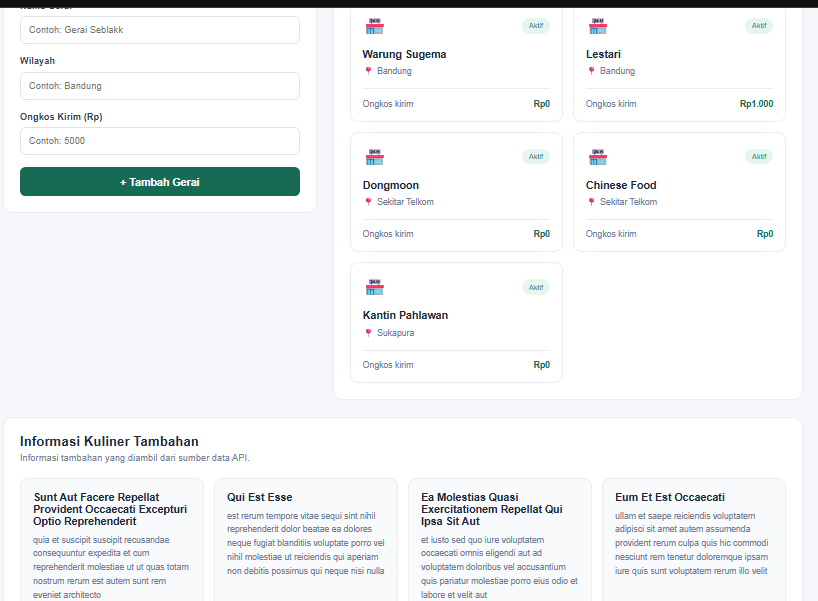 Nama Gerai
Contoh: Gerai Seblakk
Wilayah
Contoh: Bandung
Ongkos Kirim (Rp)
Contoh: 5000
+ Tambah Gerai
Aktif
Warung Sugema
Bandung
Ongkos kirim Rp0
Aktif
Lestari
Bandung
Ongkos kirim Rp1.000
Aktif
Dongmoon
Sekitar Telkom
Ongkos kirim Rp0
Aktif
Chinese Food
Sekitar Telkom
Ongkos kirim Rp0
Aktif
Kantin Pahlawan
Sukapura
Ongkos kirim Rp0
Informasi Kuliner Tambahan
Informasi tambahan yang diambil dari sumber data API.
Sunt Aut Facere Repellat
Provident Occaecati Excepturi
Optio Reprehenderit
quia et suscipit suscipit recusandae
consequuntur expedita et cum
reprehenderit molestiae ut ut quas totam
nostrum rerum est autem sunt rem
eveniet architecto
Qui Est Esse
est rerum tempore vitae sequi sint nihil
reprehenderit dolor beatae ea dolores
neque fugiat blanditiis voluptate porro vel
nihil molestiae ut reiciendis qui aperiam
non debitis possimus qui neque nisi nulla
Ea Molestias Quasi
Exercitationem Repellat Qui
Ipsa Sit Aut
et iusto sed quo iure voluptatem
occaecati omnis eligendi aut ad
voluptatem doloribus vel accusantium
quis pariatur molestiae porro eius odio et
labore et velit aut
Eum Et Est Occaecati
ullam et saepe reiciendis voluptatem
adipisci sit amet autem assumenda
provident rerum culpa quis hic commodi
nesciunt rem tenetur doloremque ipsam
iure quis sunt voluptatem rerum illo velit